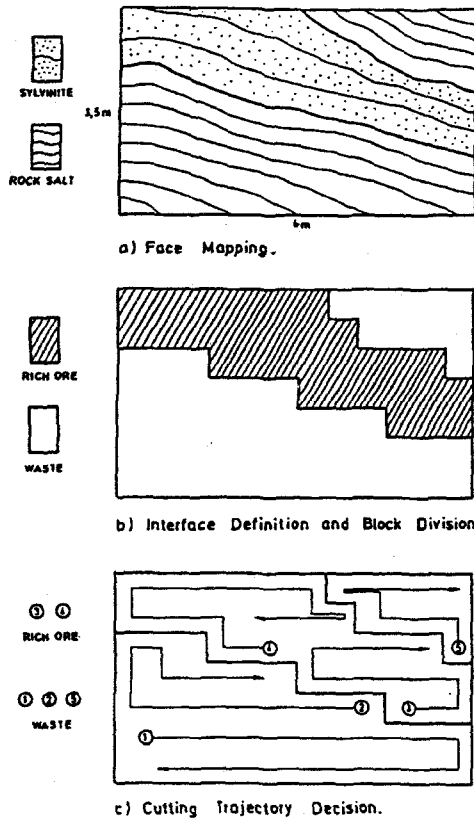 SYLVINITE
3,5m
ROCK SALT
6m
a) Face Mapping.
RICH ORE
WASTE
b) Interface Definition and Block Division
③ ④
RICH ORE
① ② ⑤
WASTE
④
⑤
②
③
①
c) Cutting Trajectory Decision.